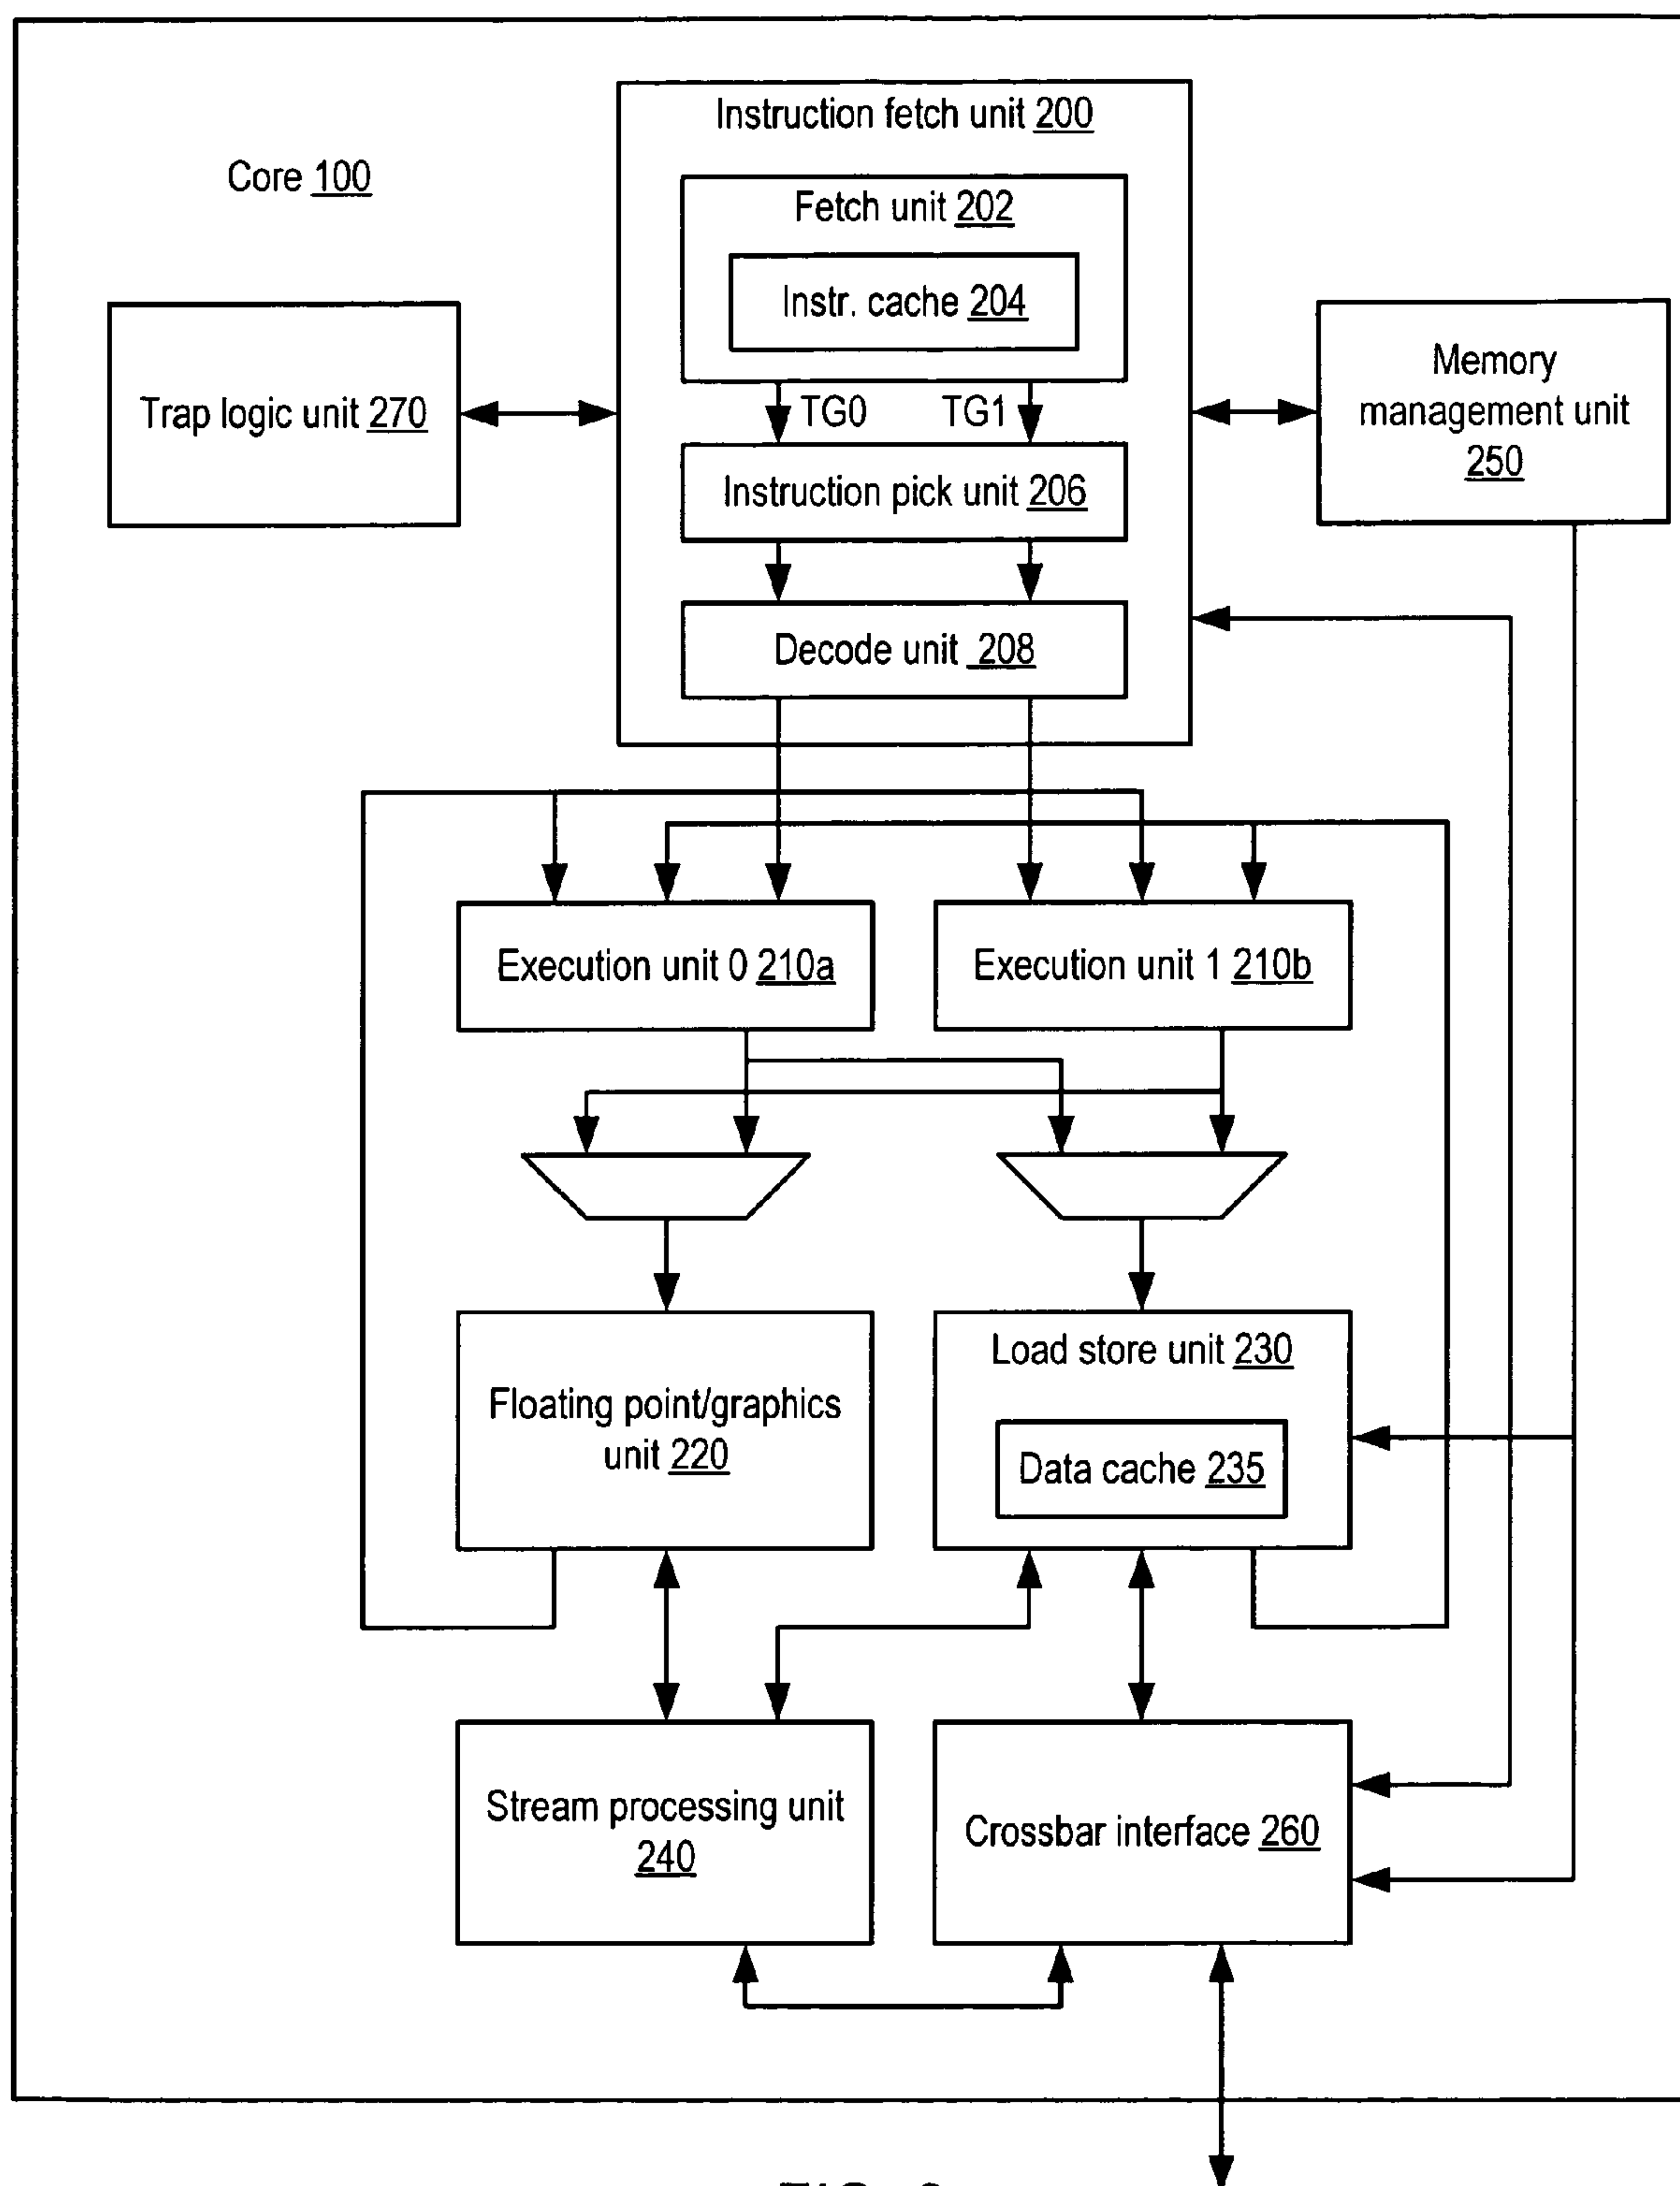 Instruction fetch unit 200
Core 100
Fetch unit 202
Instr. cache 204
Trap logic unit 270
TG0 TG1
Memory
management unit
250
Instruction pick unit 206
Decode unit 208
Execution unit 0 210a
Execution unit 1 210b
Floating point/graphics
unit 220
Load store unit 230
Data cache 235
Stream processing unit
240
Crossbar interface 260